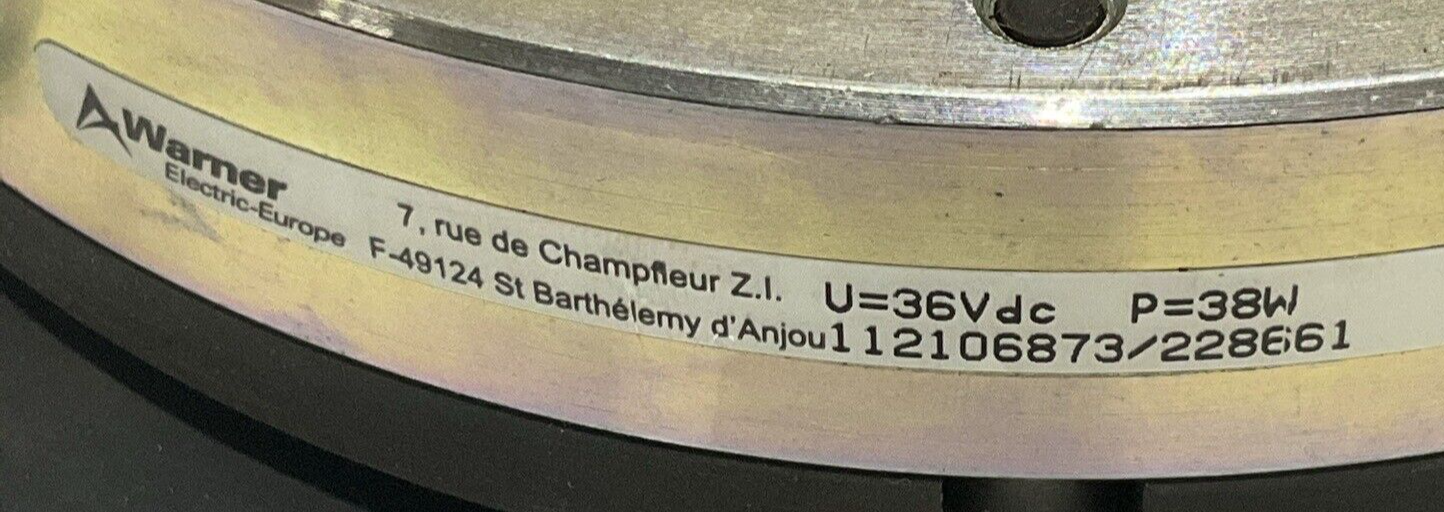 Warner
Electric-Europe
7, rue de Champfleur Z.I.
F-49124 St Barthélemy d'Anjou
U=36Vdc P=38W
112106873/228661